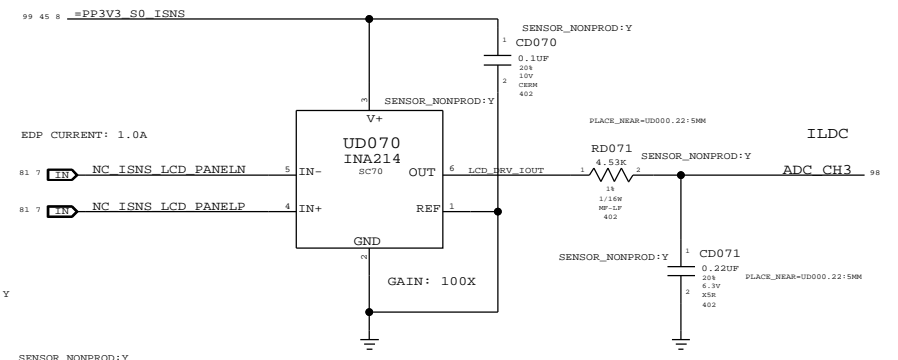 99 45 8 =PP3V3_S0_ISNS
SENSOR_NONPROD:Y
1 CD070
0.1UF
20%
10V
2 CERM
402
3 SENSOR_NONPROD:Y
V+
PLACE_NEAR=UD000.22:5MM
EDP CURRENT: 1.0A
ILDC
UD070
INA214
SC70
RD071
SENSOR_NONPROD:Y
4.53K
81 7 IN NC_ISNS_LCD_PANELN 5 IN- OUT 6 LCD_DRV_IOUT 1 2 ADC_CH3 98
1%
1/16W
MF-LF
402
81 7 IN NC_ISNS_LCD_PANELP 4 IN+ REF 1
GND
2
SENSOR_NONPROD:Y
1 CD071
0.22UF
20%
6.3V
2 X5R
402
PLACE_NEAR=UD000.22:5MM
GAIN: 100X
Y
SENSOR_NONPROD:Y